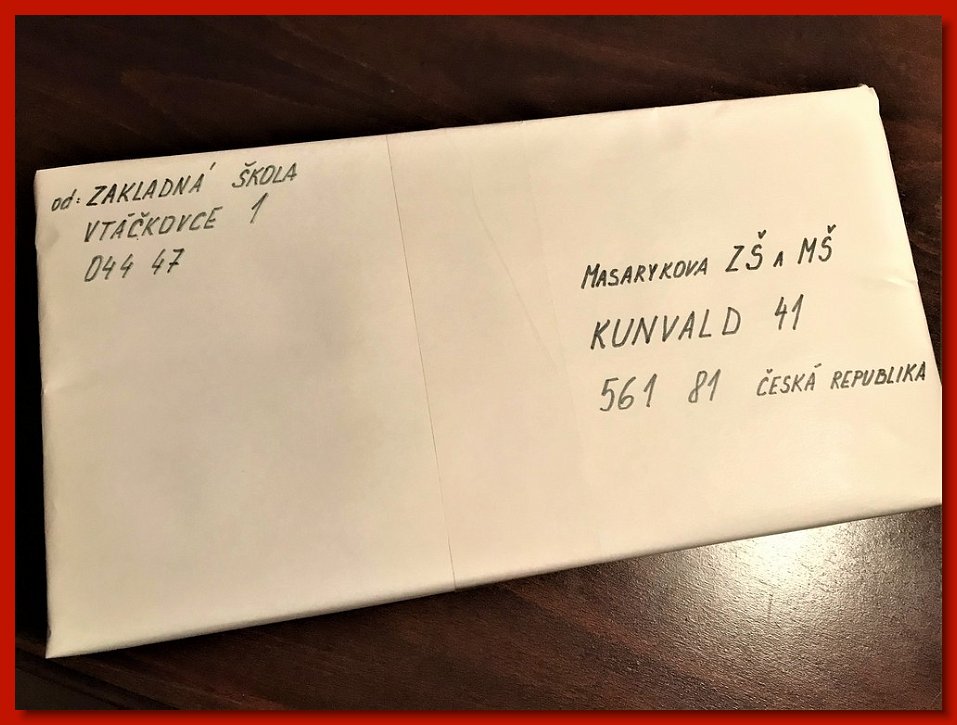 od: ZAKLADNÁ ŠKOLA
VTÁČKOVCE 1
044 47
MASARYKOVA ZŠ A MŠ
KUNVALD 41
561 81 ČESKÁ REPUBLIKA